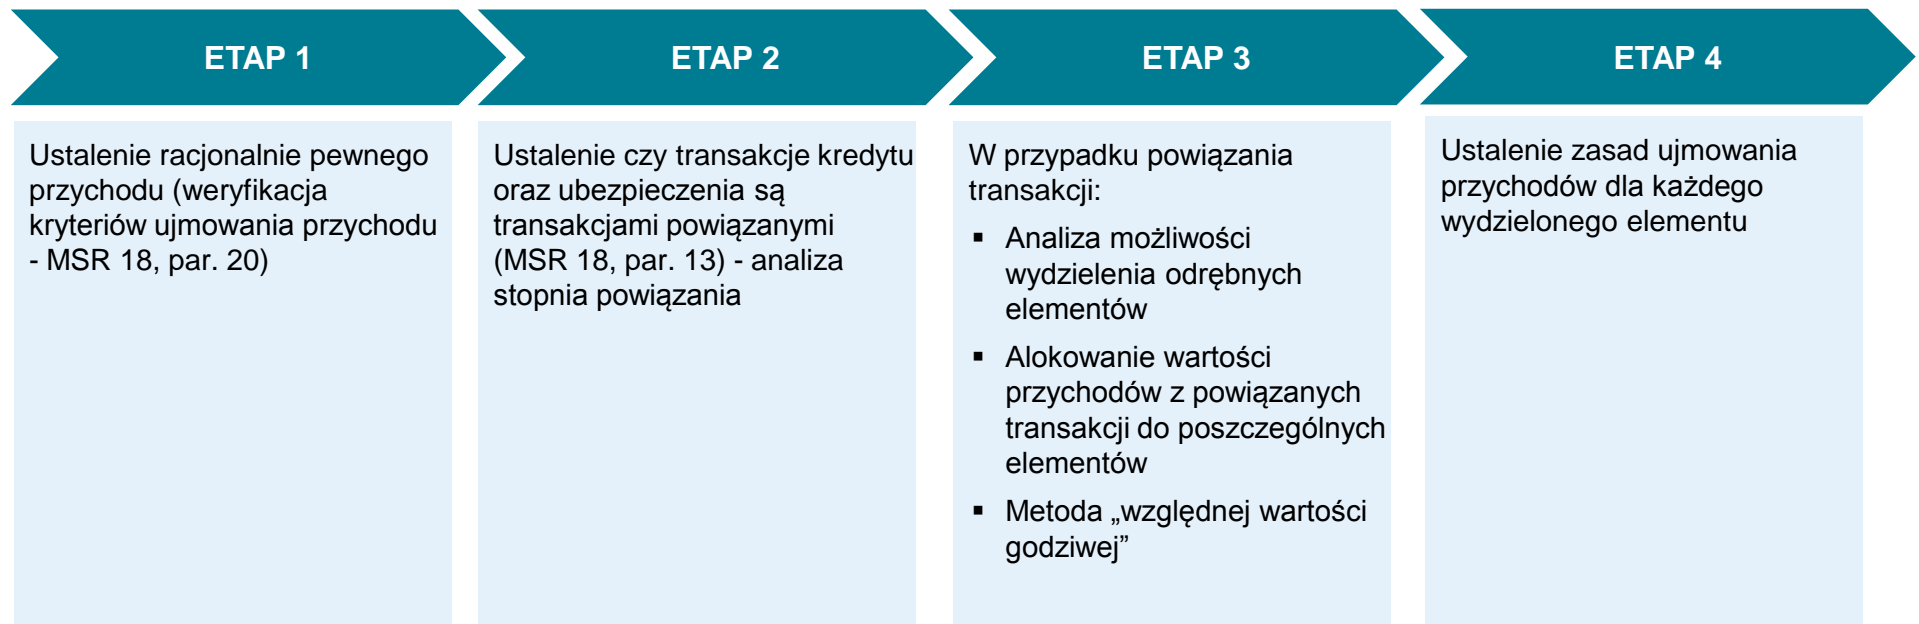 ETAP 1
Ustalenie racjonalnie pewnego
przychodu (weryfikacja
kryteriów ujmowania przychodu
- MSR 18, par. 20)
ETAP 2
Ustalenie czy transakcje kredytu
oraz ubezpieczenia są
transakcjami powiązanymi
(MSR 18, par. 13) - analiza
stopnia powiązania
ETAP 3
W przypadku powiązania
transakcji:
▪ Analiza możliwości
wydzielenia odrębnych
elementów
▪ Alokowanie wartości
przychodów z powiązanych
transakcji do poszczególnych
elementów
▪ Metoda „względnej wartości
godziwej”
ETAP 4
Ustalenie zasad ujmowania
przychodów dla każdego
wydzielonego elementu